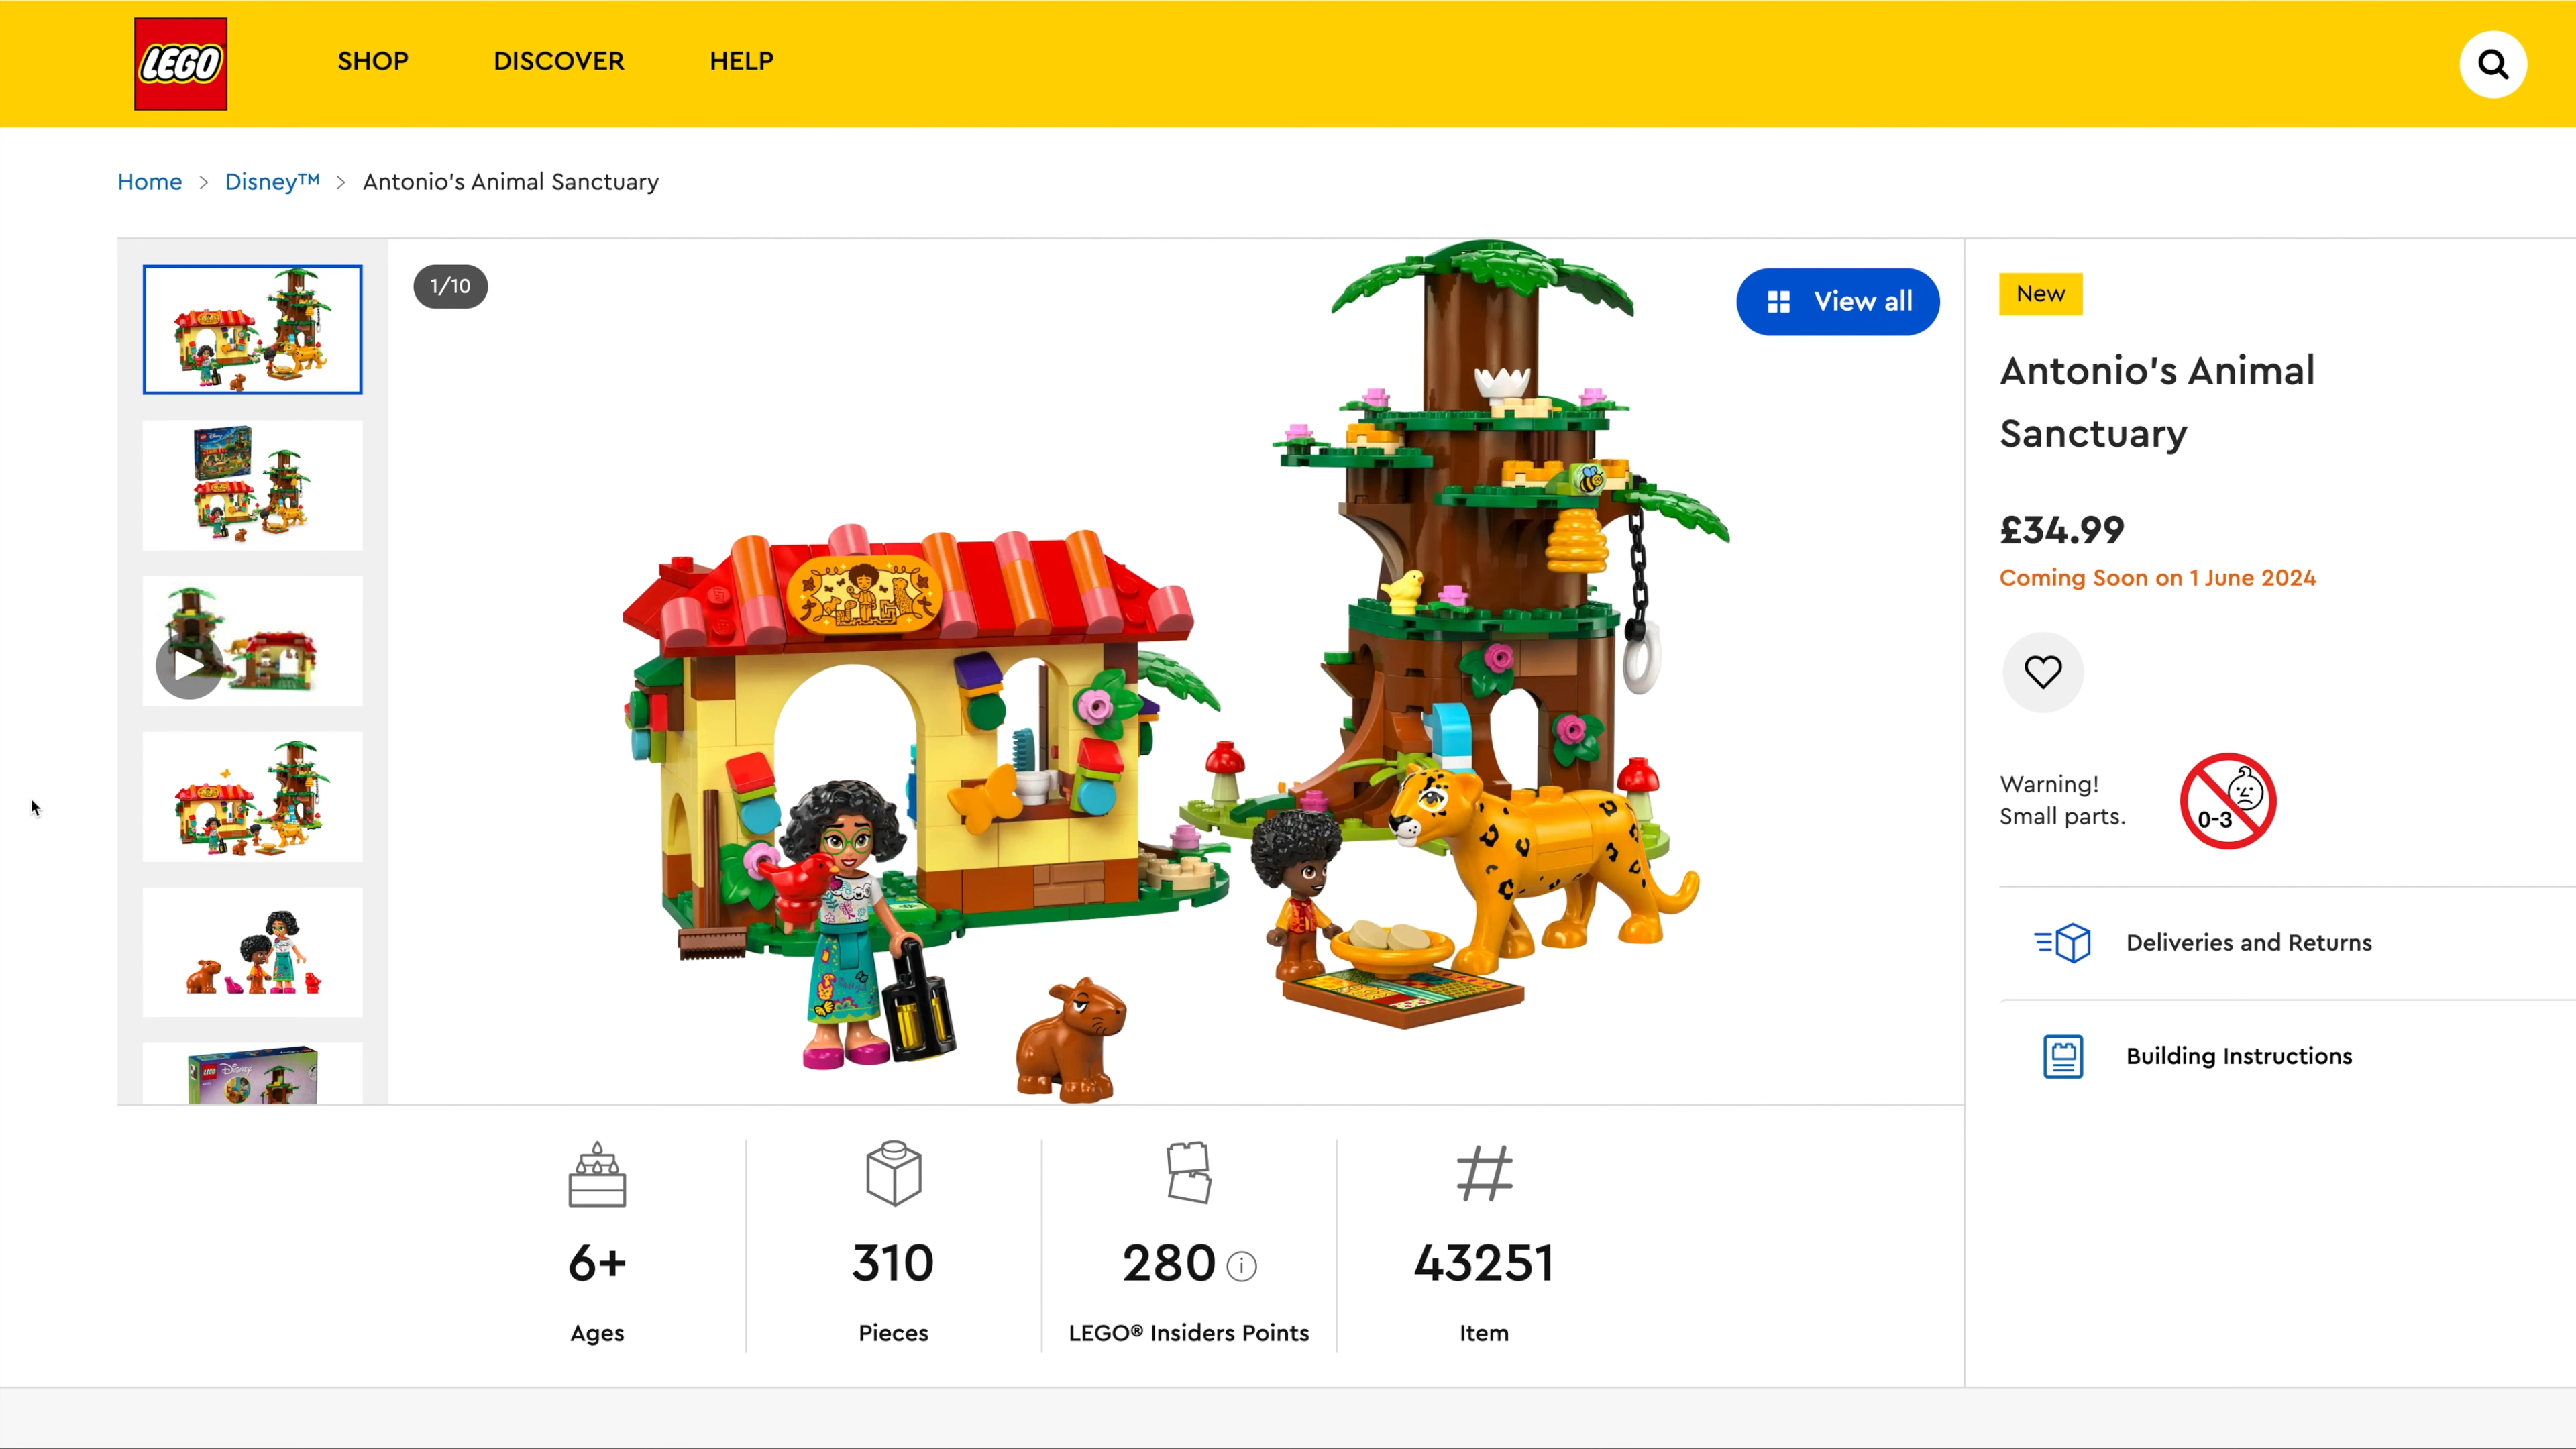 LEGO
SHOP
DISCOVER
HELP
Home > Disney™ > Antonio's Animal Sanctuary
1/10
View all
New
Antonio's Animal
Sanctuary
£34.99
Coming Soon on 1 June 2024
Warning!
Small parts.
0-3
Deliveries and Returns
Building Instructions
LEGO
Disney
6+
Ages
310
Pieces
280
LEGO® Insiders Points
43251
Item